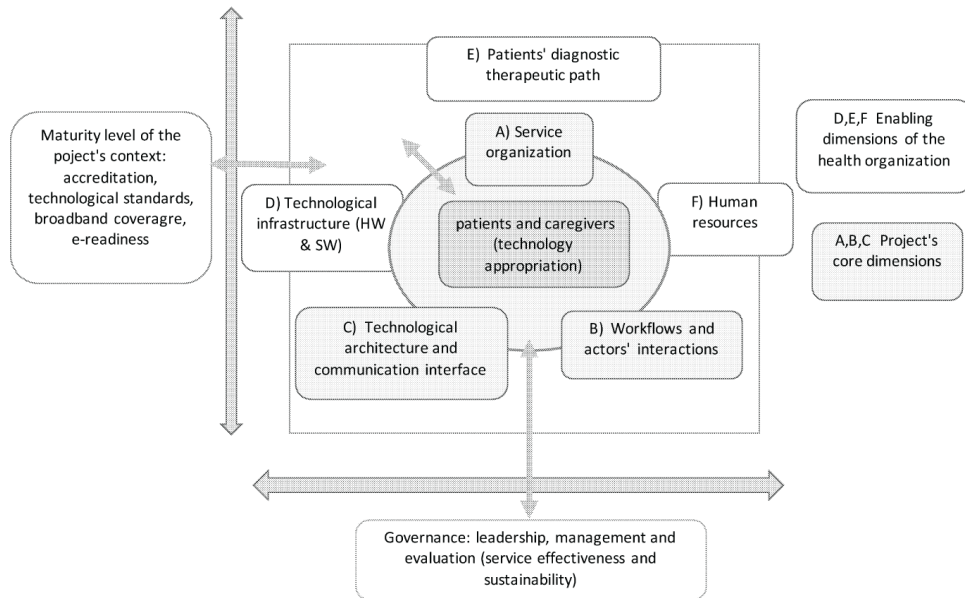 E) Patients' diagnostic
therapeutic path
Maturity level of the
poject's context:
accreditation,
technological standards,
broadband coveragre,
e-readiness
A) Service
organization
D,E,F Enabling
dimensions of the
health organization
D) Technological
infrastructure (HW
& SW)
patients and caregivers
(technology
appropriation)
F) Human
resources
A,B,C Project's
core dimensions
C) Technological
architecture and
communication interface
B) Workflows and
actors' interactions
Governance: leadership, management and
evaluation (service effectiveness and
sustainability)